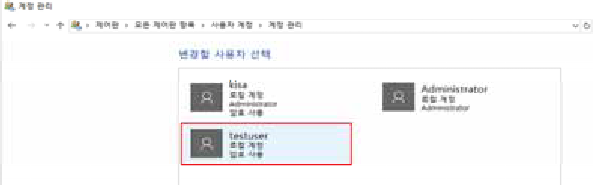 계정 관리
제어판 › 모든 제어판 항목 › 사용자 계정 › 계정 관리
변경할 사용자 선택
kisa
로컬 계정
Administrator
암호 사용
Administrator
로컬 계정
Administrator
testuser
로컬 계정
암호 사용